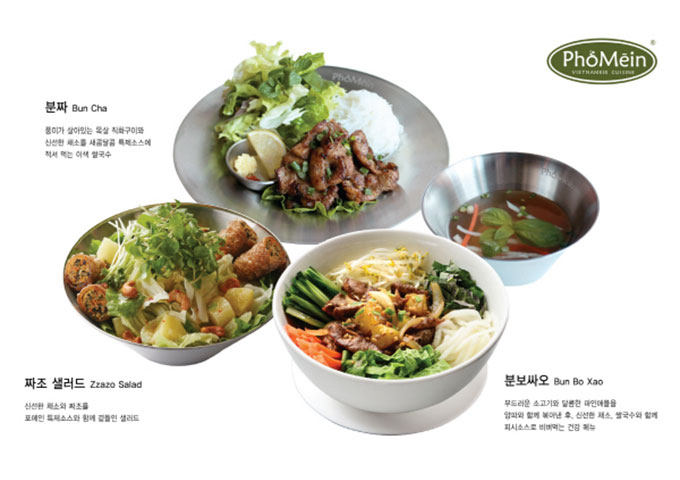 PhỏMēin
VIETNAMESE CUISINE
®
PhỏMēin
분짜 Bun Cha
풍미가 살아있는 목살 직화구이와
신선한 채소를 새콤달콤 특제소스에
적셔 먹는 이색 쌀국수
PhỏMēin
짜조 샐러드 Zzazo Salad
신선한 채소와 짜조를
포메인 특제소스와 함께 곁들인 샐러드
분보싸오 Bun Bo Xao
부드러운 소고기와 달콤한 파인애플을
양파와 함께 볶아낸 후, 신선한 채소, 쌀국수와 함께
피시소스로 비벼먹는 건강 메뉴